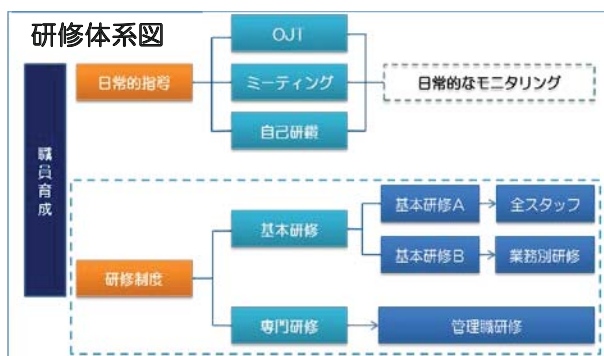 研修体系図
職員育成
日常的指導
OJT
ミーティング
自己研鑽
日常的なモニタリング
研修制度
基本研修
基本研修A
全スタッフ
基本研修B
業務別研修
専門研修
管理職研修